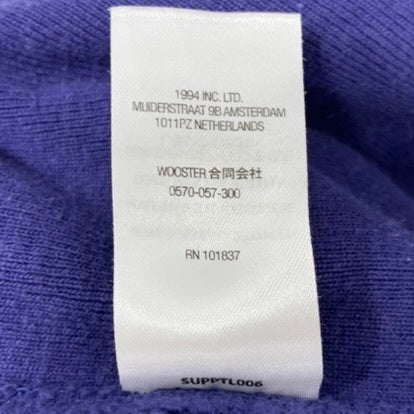 1994 INC. LTD.
MUIDERSTRAAT 9B AMSTERDAM
1011PZ NETHERLANDS
WOOSTER 合同会社
0570-057-300
RN 101837
SUPPTL006